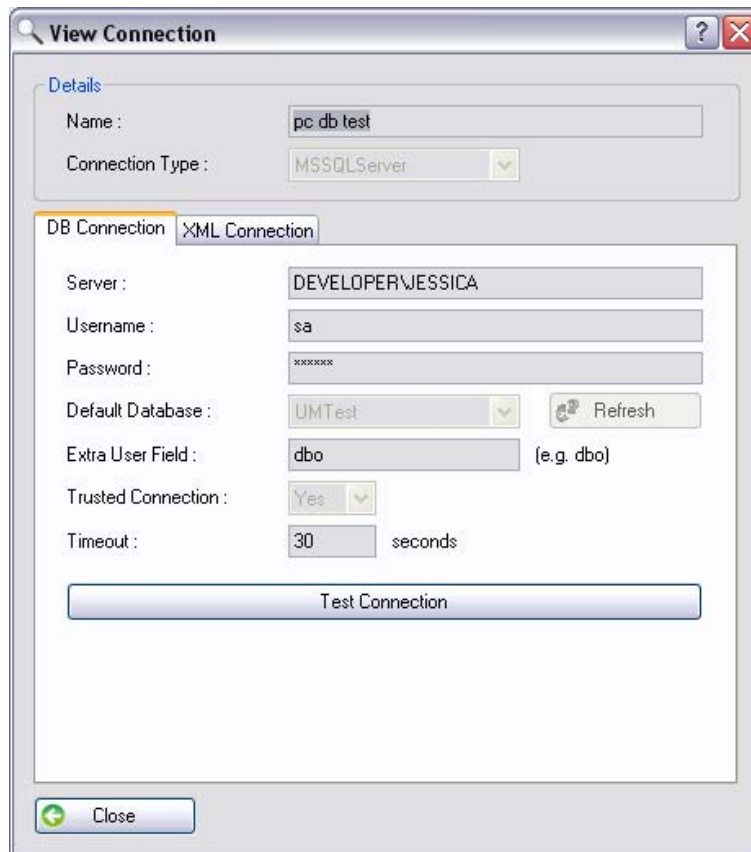 View Connection
Details
Name : pc db test
Connection Type : MSSQLServer
DB Connection XML Connection
Server : DEVELOPER\JESSICA
Username : sa
Password : ******
Default Database : UMTest Refresh
Extra User Field : dbo (e.g. dbo)
Trusted Connection : Yes
Timeout : 30 seconds
Test Connection
Close